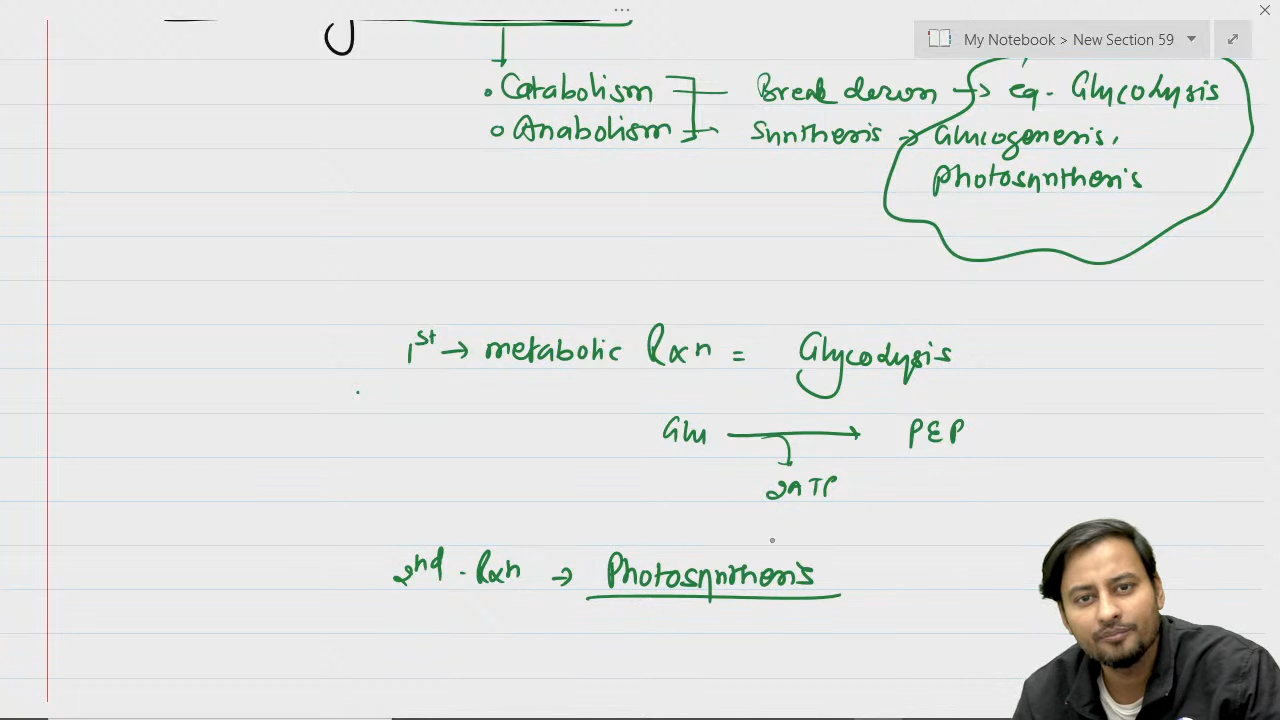 My Notebook > New Section 59
• Catabolism — Break down → eg. Glycolysis
• Anabolism → Synthesis → Glucogenesis,
Photosynthesis
1st → metabolic Rxn = Glycolysis
Glu → PEP
2ATP
2nd - Rxn → Photosynthesis